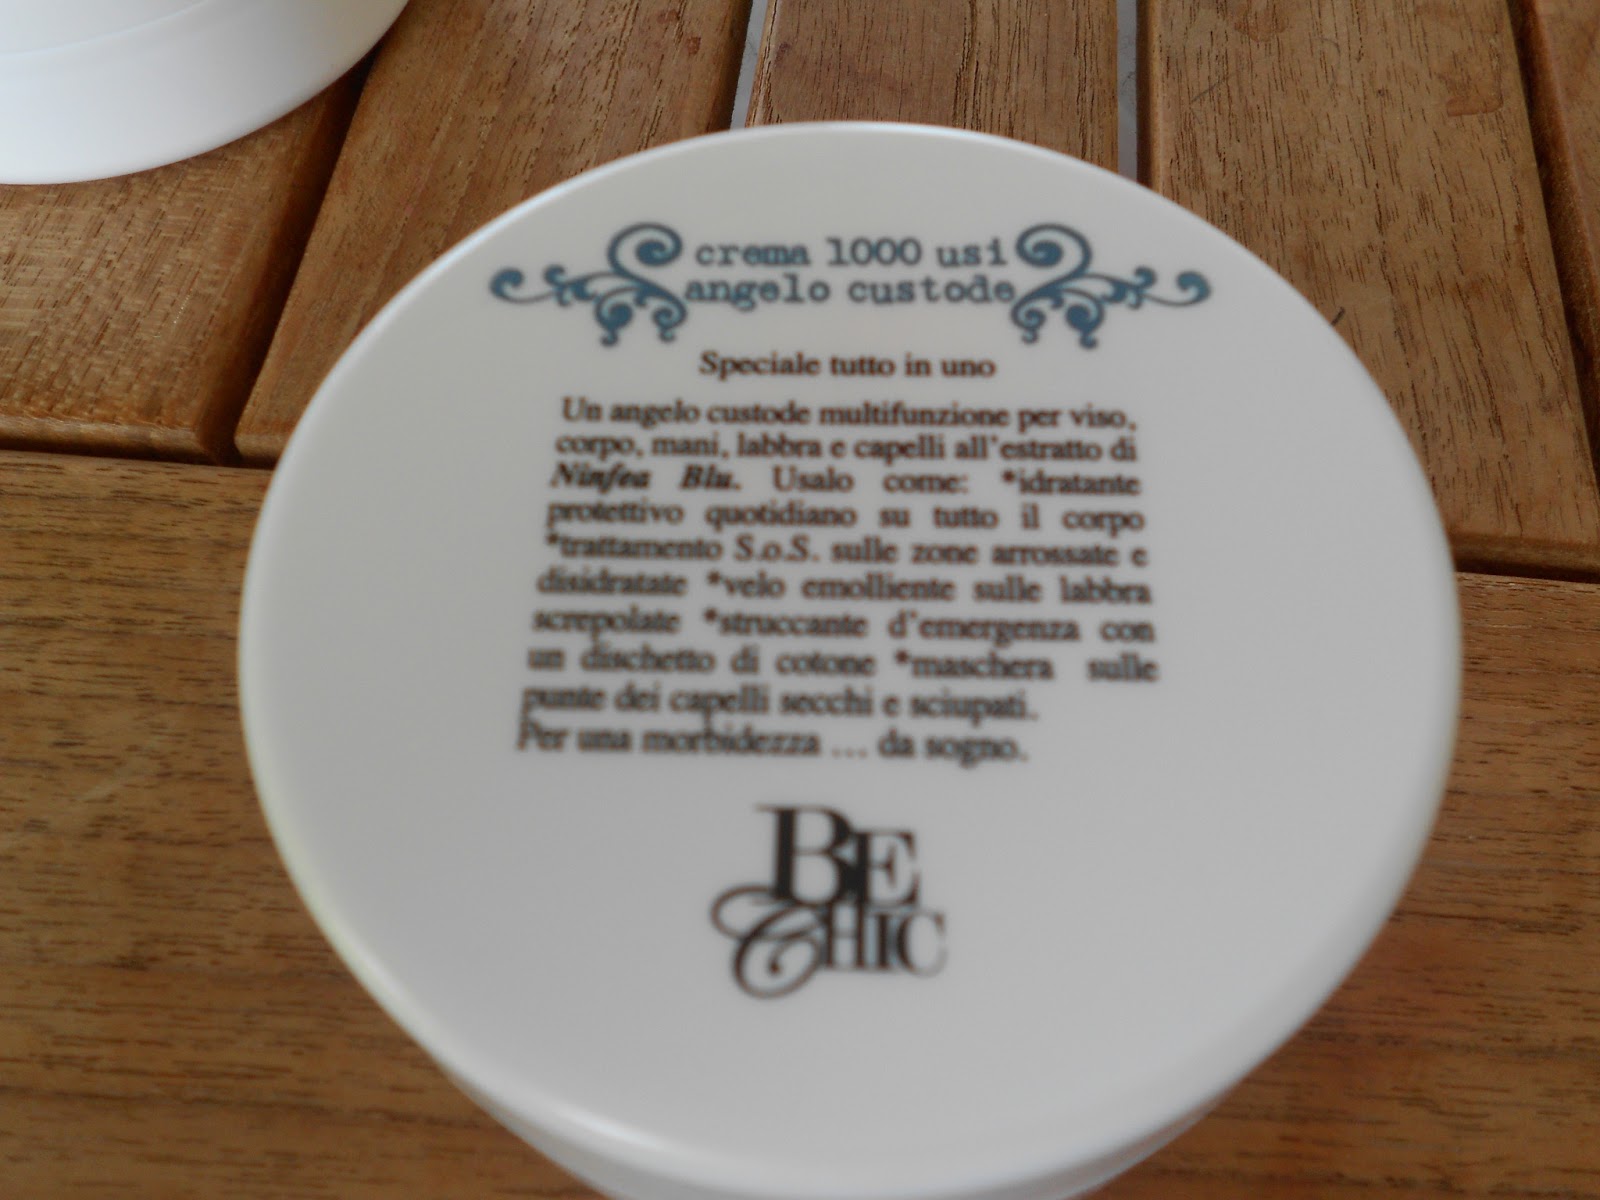 crema 1000 usi
angelo custode
Speciale tutto in uno
Un angelo custode multifunzione per viso,
corpo, mani, labbra e capelli all'estratto di
Ninfea Blu. Usalo come: *idratante
protettivo quotidiano su tutto il corpo
*trattamento S.o.S. sulle zone arrossate e
disidratate *velo emolliente sulle labbra
screpolate *struccante d'emergenza con
un dischetto di cotone *maschera sulle
punte dei capelli secchi e sciupati.
Per una morbidezza ... da sogno.
BE
CHIC